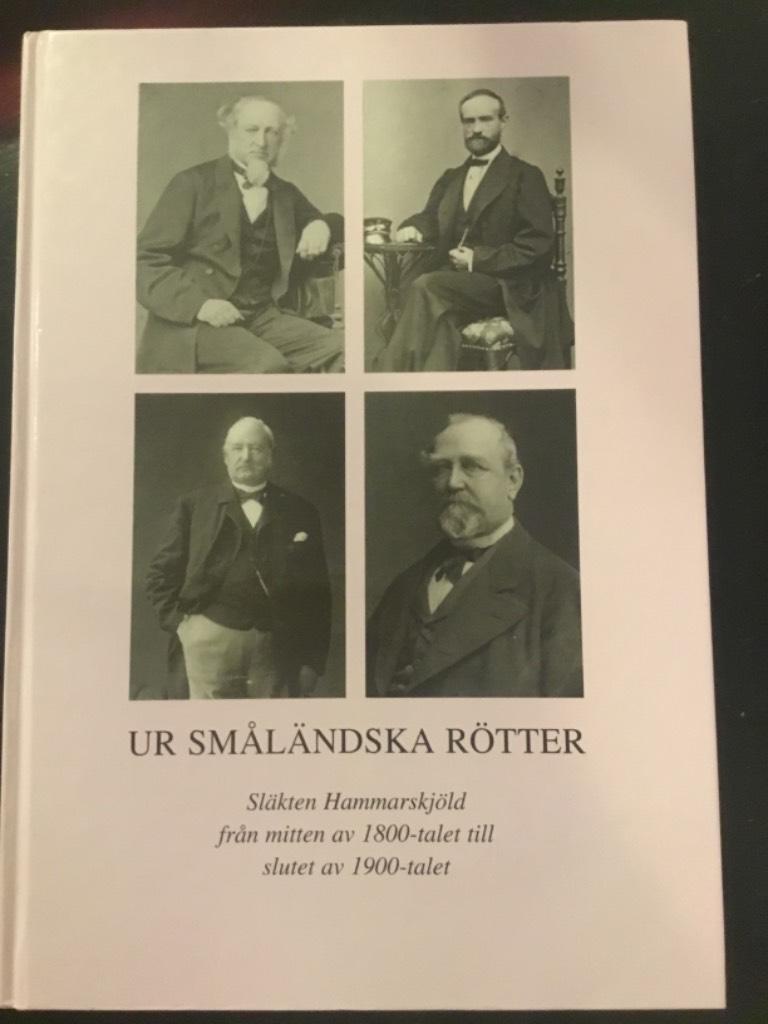 UR SMÅLÄNDSKA RÖTTER
Släkten Hammarskjöld
från mitten av 1800-talet till
slutet av 1900-talet